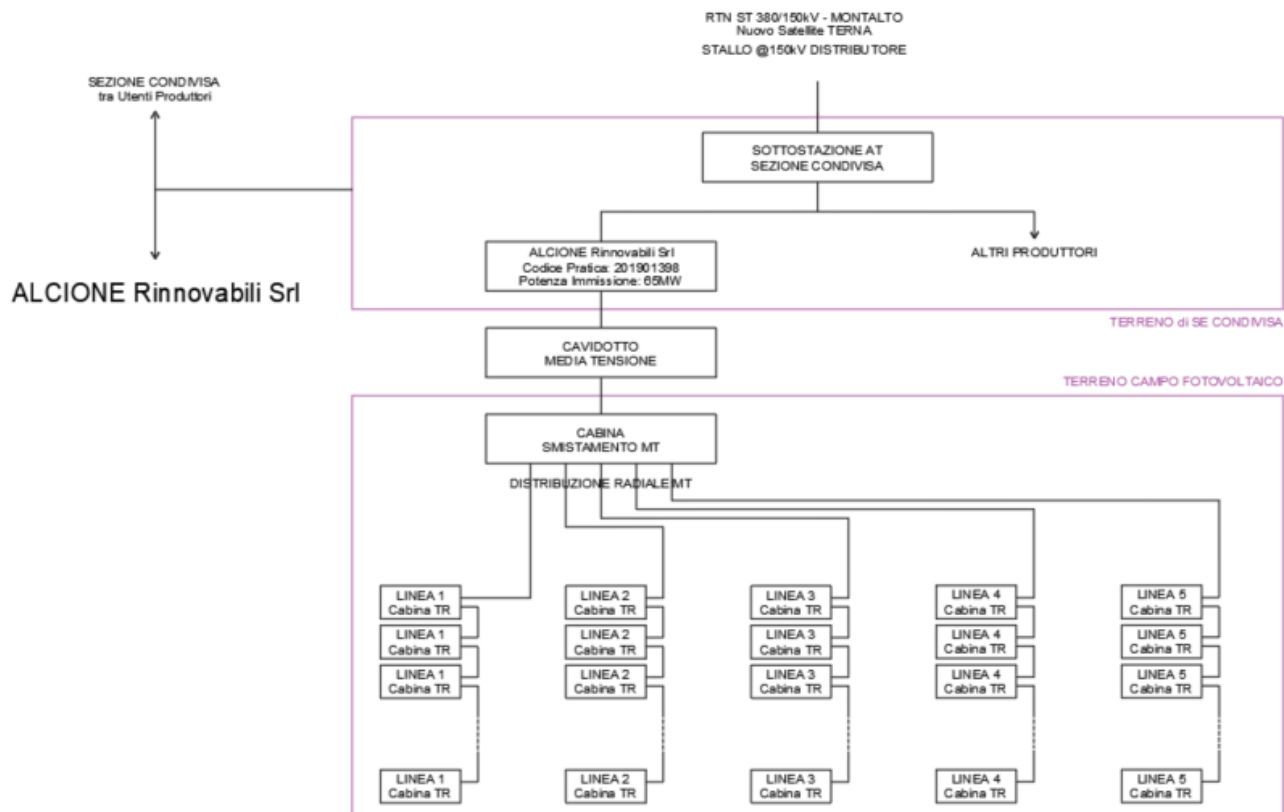 RTN ST 380/150kV - MONTALTO
Nuovo Satellite TERNA
STALLO @150kV DISTRIBUTORE
SEZIONE CONDIVISA
tra Utenti Produttori
SOTTOSTAZIONE AT
SEZIONE CONDIVISA
ALCIONE Rinnovabili Srl
Codice Pratica: 201901398
Potenza Immissione: 65MW
ALTRI PRODUTTORI
ALCIONE Rinnovabili Srl
TERRENO di SE CONDIVISA
CAVIDOTTO
MEDIA TENSIONE
TERRENO CAMPO FOTOVOLTAICO
CABINA
SMISTAMENTO MT
DISTRIBUZIONE RADIALE MT
LINEA 1
Cabina TR
LINEA 2
Cabina TR
LINEA 3
Cabina TR
LINEA 4
Cabina TR
LINEA 5
Cabina TR
LINEA 1
Cabina TR
LINEA 2
Cabina TR
LINEA 3
Cabina TR
LINEA 4
Cabina TR
LINEA 5
Cabina TR
LINEA 1
Cabina TR
LINEA 2
Cabina TR
LINEA 3
Cabina TR
LINEA 4
Cabina TR
LINEA 5
Cabina TR
LINEA 1
Cabina TR
LINEA 2
Cabina TR
LINEA 3
Cabina TR
LINEA 4
Cabina TR
LINEA 5
Cabina TR